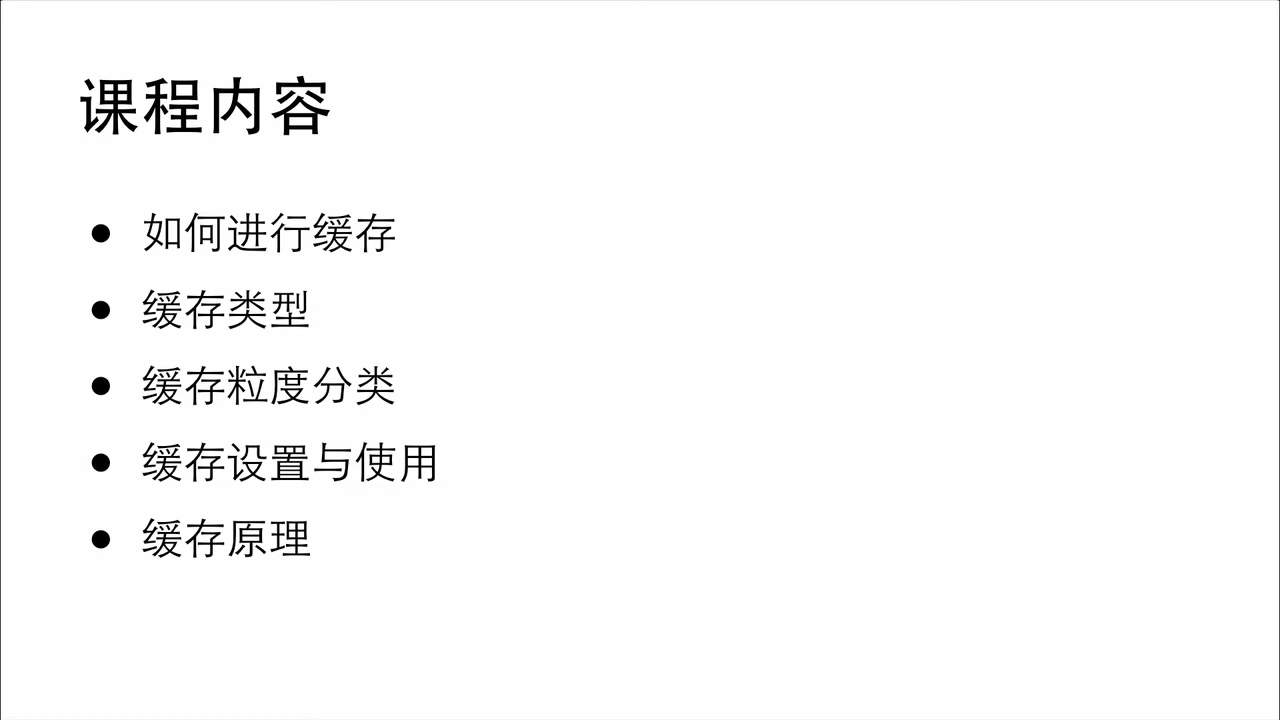 课程内容
● 如何进行缓存
● 缓存类型
● 缓存粒度分类
● 缓存设置与使用
● 缓存原理